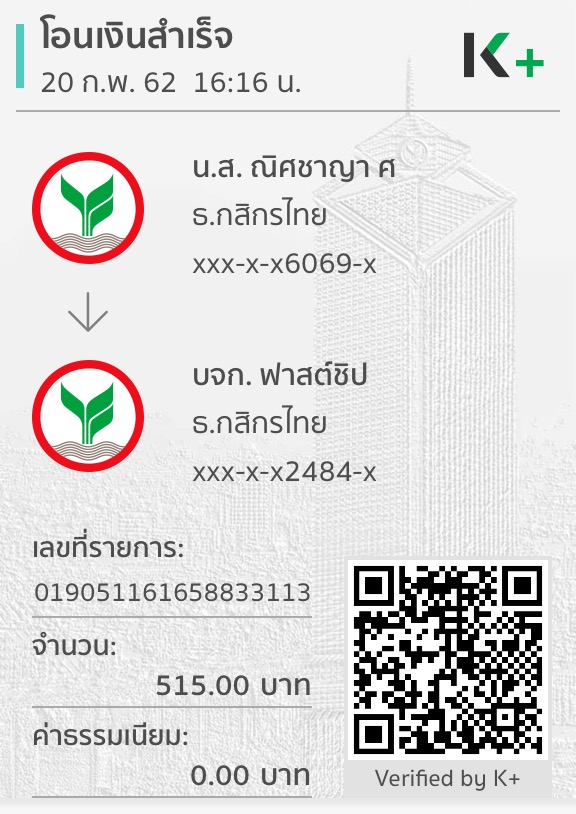 โอนเงินสำเร็จ
20 ก.พ. 62 16:16 น.
K+
น.ส. ณิศชาญา ศ
ธ.กสิกรไทย
xxx-x-x6069-x
บจก. ฟาสต์ชิป
ธ.กสิกรไทย
xxx-x-x2484-x
เลขที่รายการ:
019051161658833113
จำนวน:
515.00 บาท
ค่าธรรมเนียม:
0.00 บาท
Verified by K+